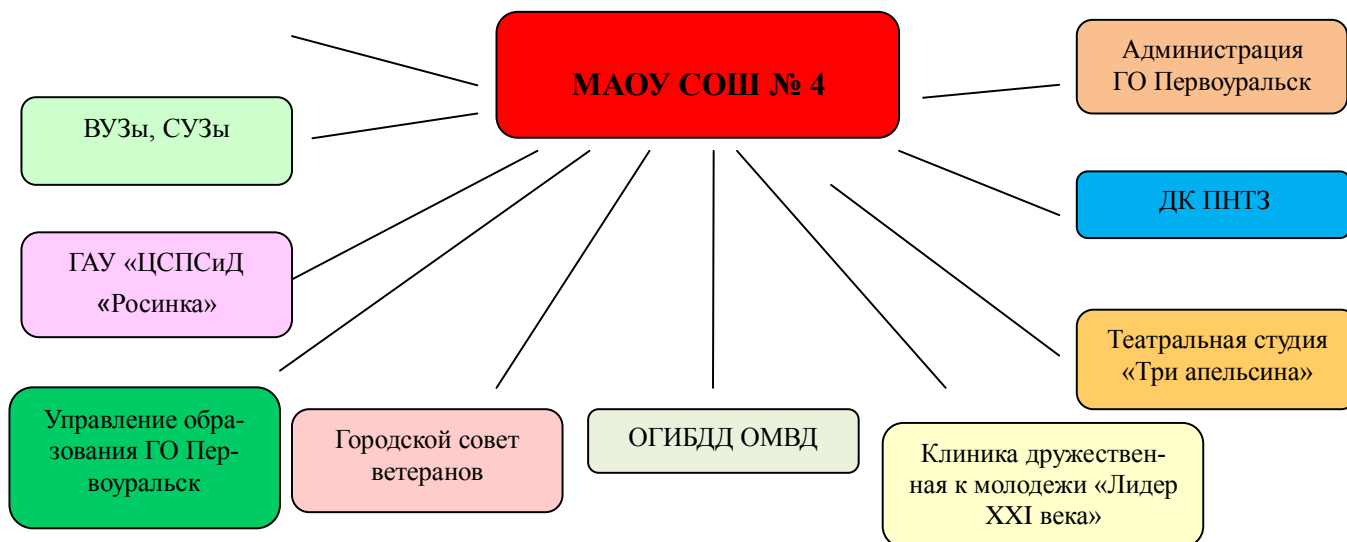 МАОУ СОШ № 4
Администрация
ГО Первоуральск
ВУЗы, СУЗы
ДК ПНТЗ
ГАУ «ЦСПСиД
«Росинка»
Театральная студия
«Три апельсина»
Управление обра-
зования ГО Пер-
воуральск
Городской совет
ветеранов
ОГИБДД ОМВД
Клиника дружествен-
ная к молодежи «Лидер
XXI века»